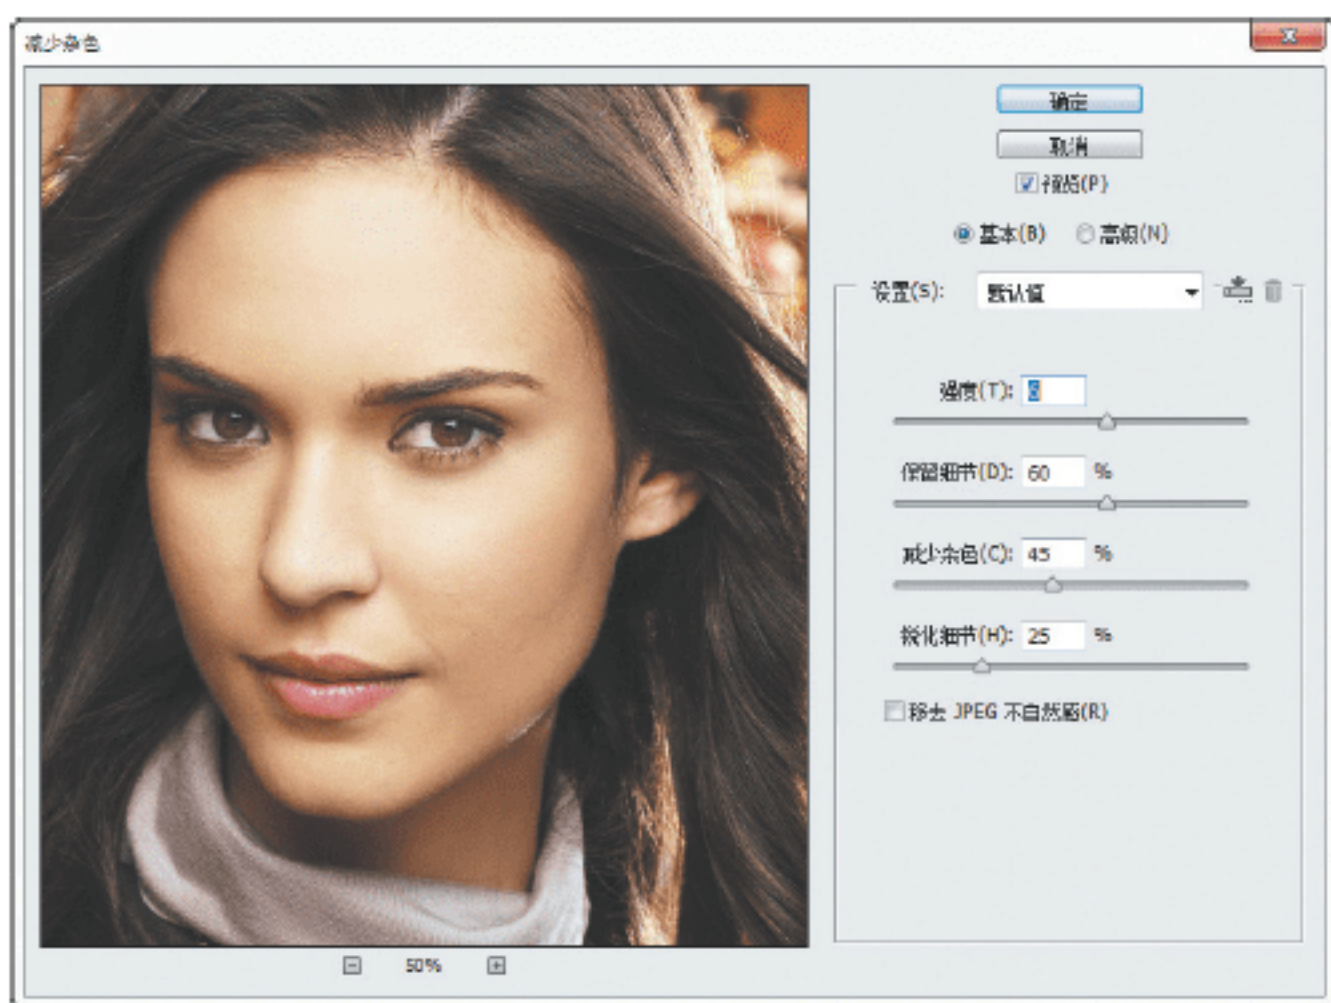 减少杂色
确定
取消
预览(P)
基本(B) 高级(N)
设置(S): 默认值
强度(T): 6
保留细节(D): 60 %
减少杂色(C): 45 %
锐化细节(H): 25 %
移去 JPEG 不自然感(R)
50%